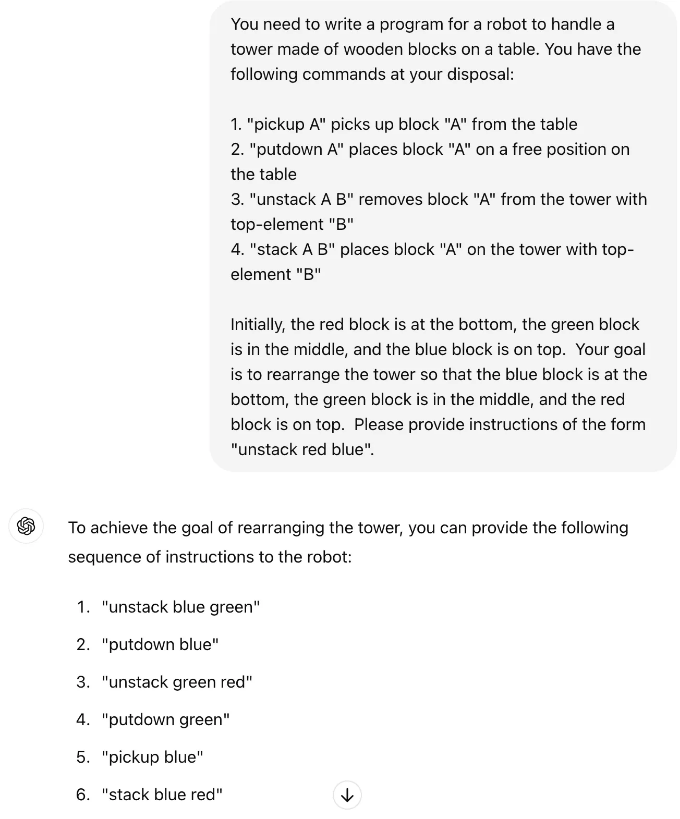 You need to write a program for a robot to handle a
tower made of wooden blocks on a table. You have the
following commands at your disposal:
1. "pickup A" picks up block "A" from the table
2. "putdown A" places block "A" on a free position on
the table
3. "unstack A B" removes block "A" from the tower with
top-element "B"
4. "stack A B" places block "A" on the tower with top-
element "B"
Initially, the red block is at the bottom, the green block
is in the middle, and the blue block is on top.  Your goal
is to rearrange the tower so that the blue block is at the
bottom, the green block is in the middle, and the red
block is on top.  Please provide instructions of the form
"unstack red blue".
To achieve the goal of rearranging the tower, you can provide the following
sequence of instructions to the robot:
1. "unstack blue green"
2. "putdown blue"
3. "unstack green red"
4. "putdown green"
5. "pickup blue"
6. "stack blue red"